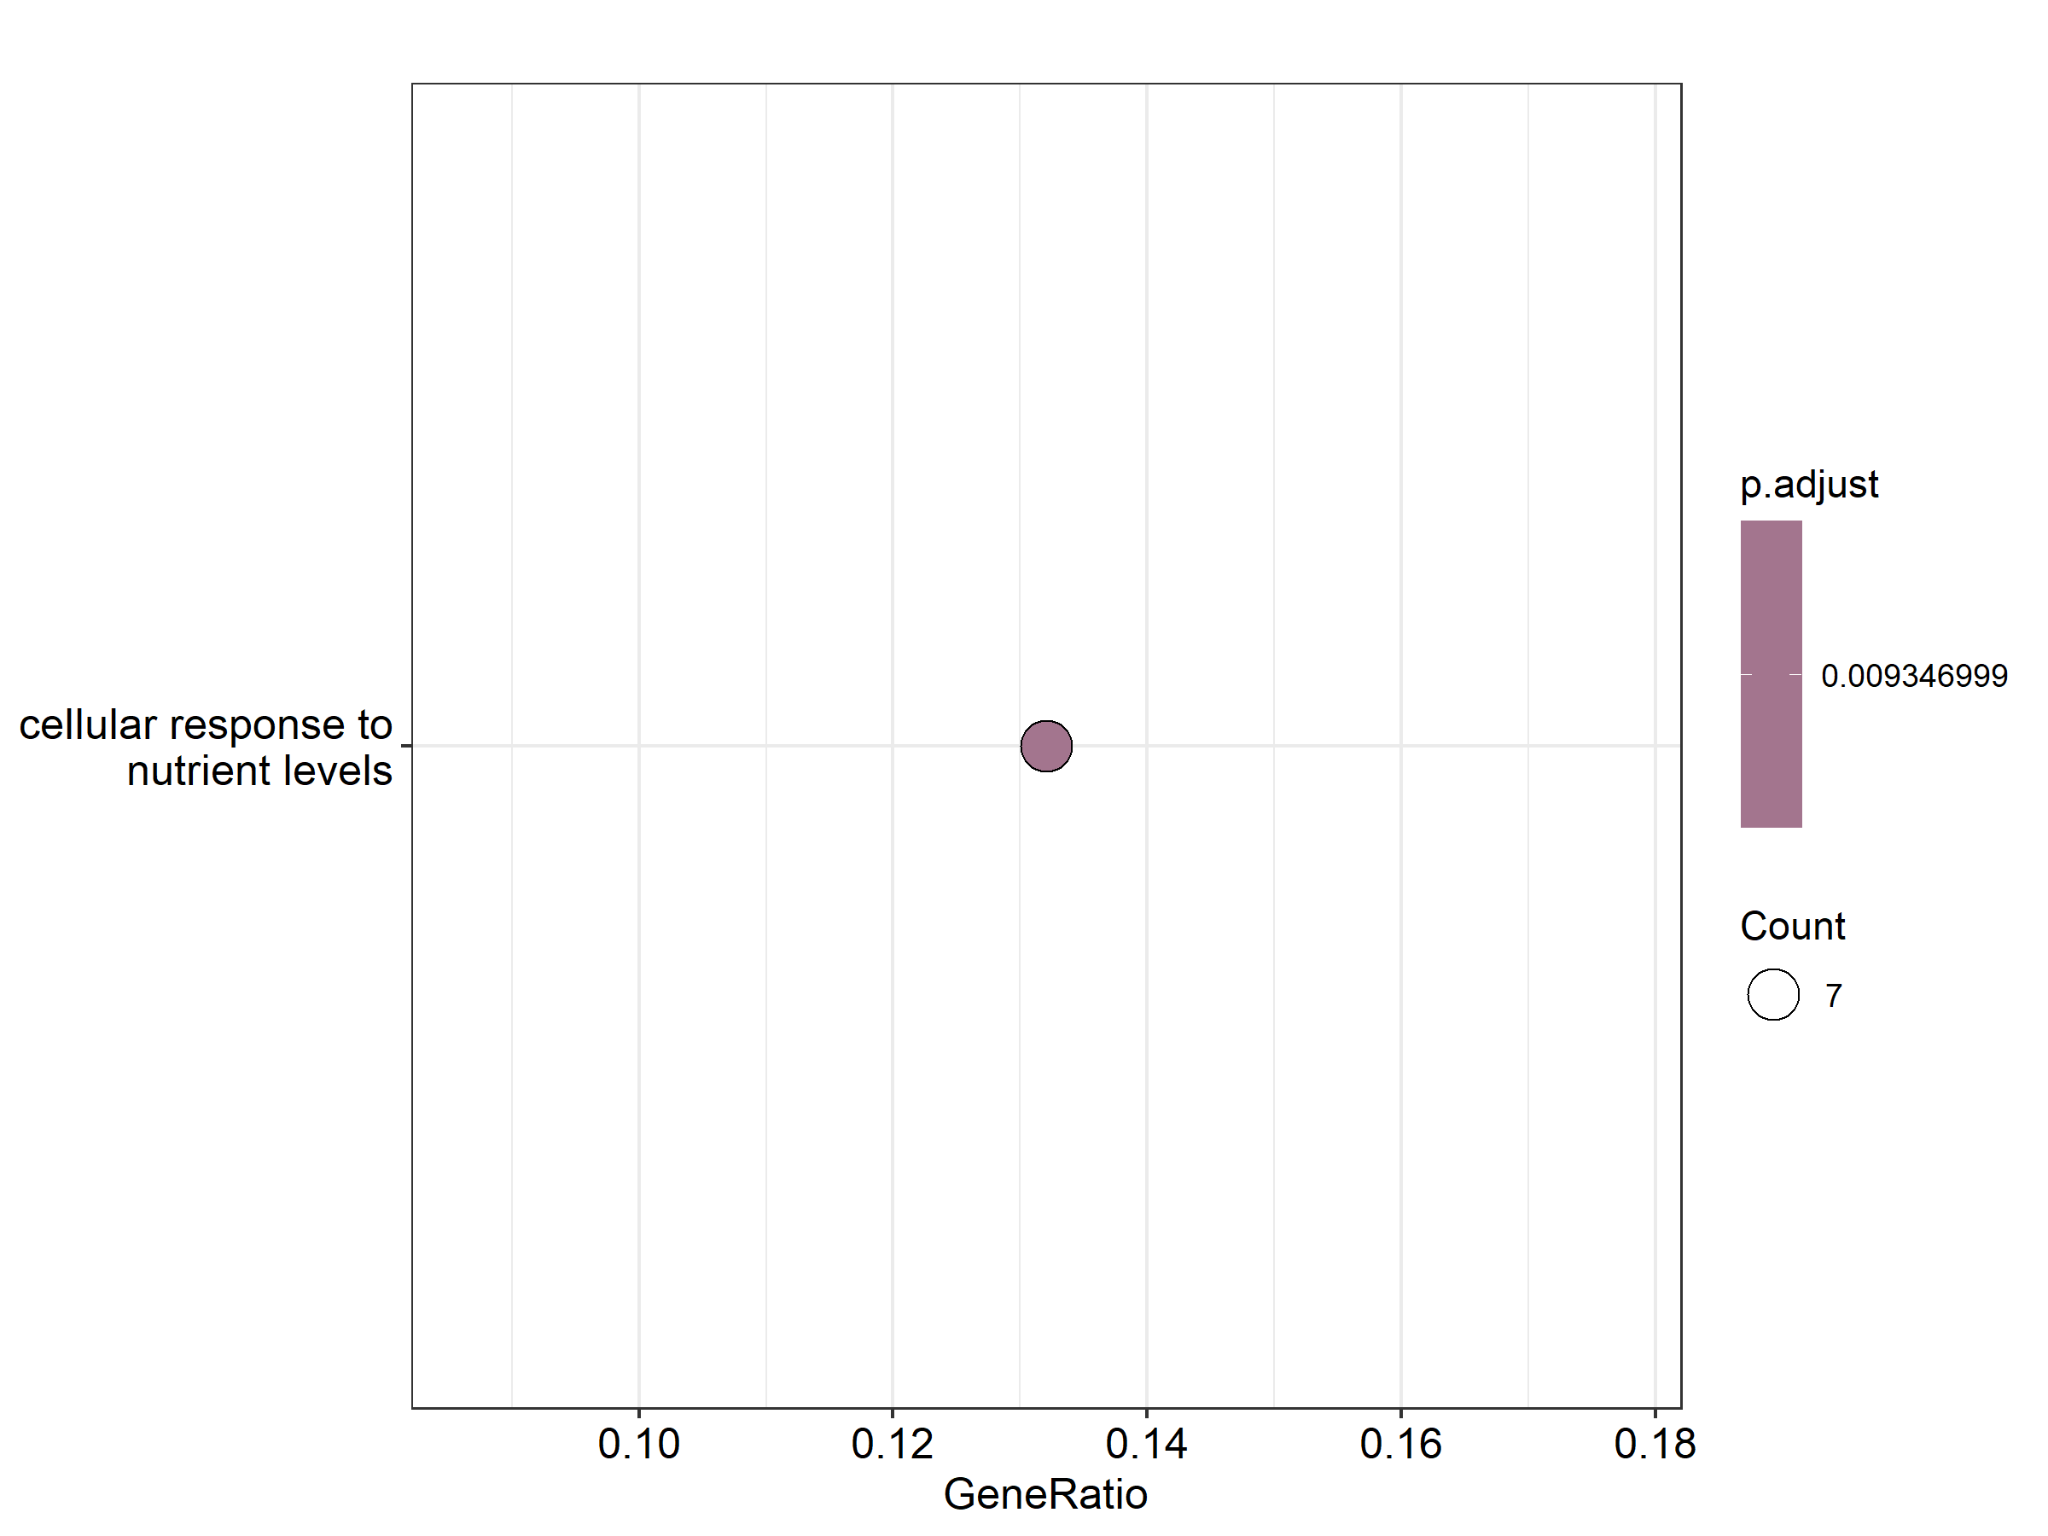 cellular response to
nutrient levels
0.10 0.12 0.14 0.16 0.18
GeneRatio
p.adjust
0.009346999
Count
7